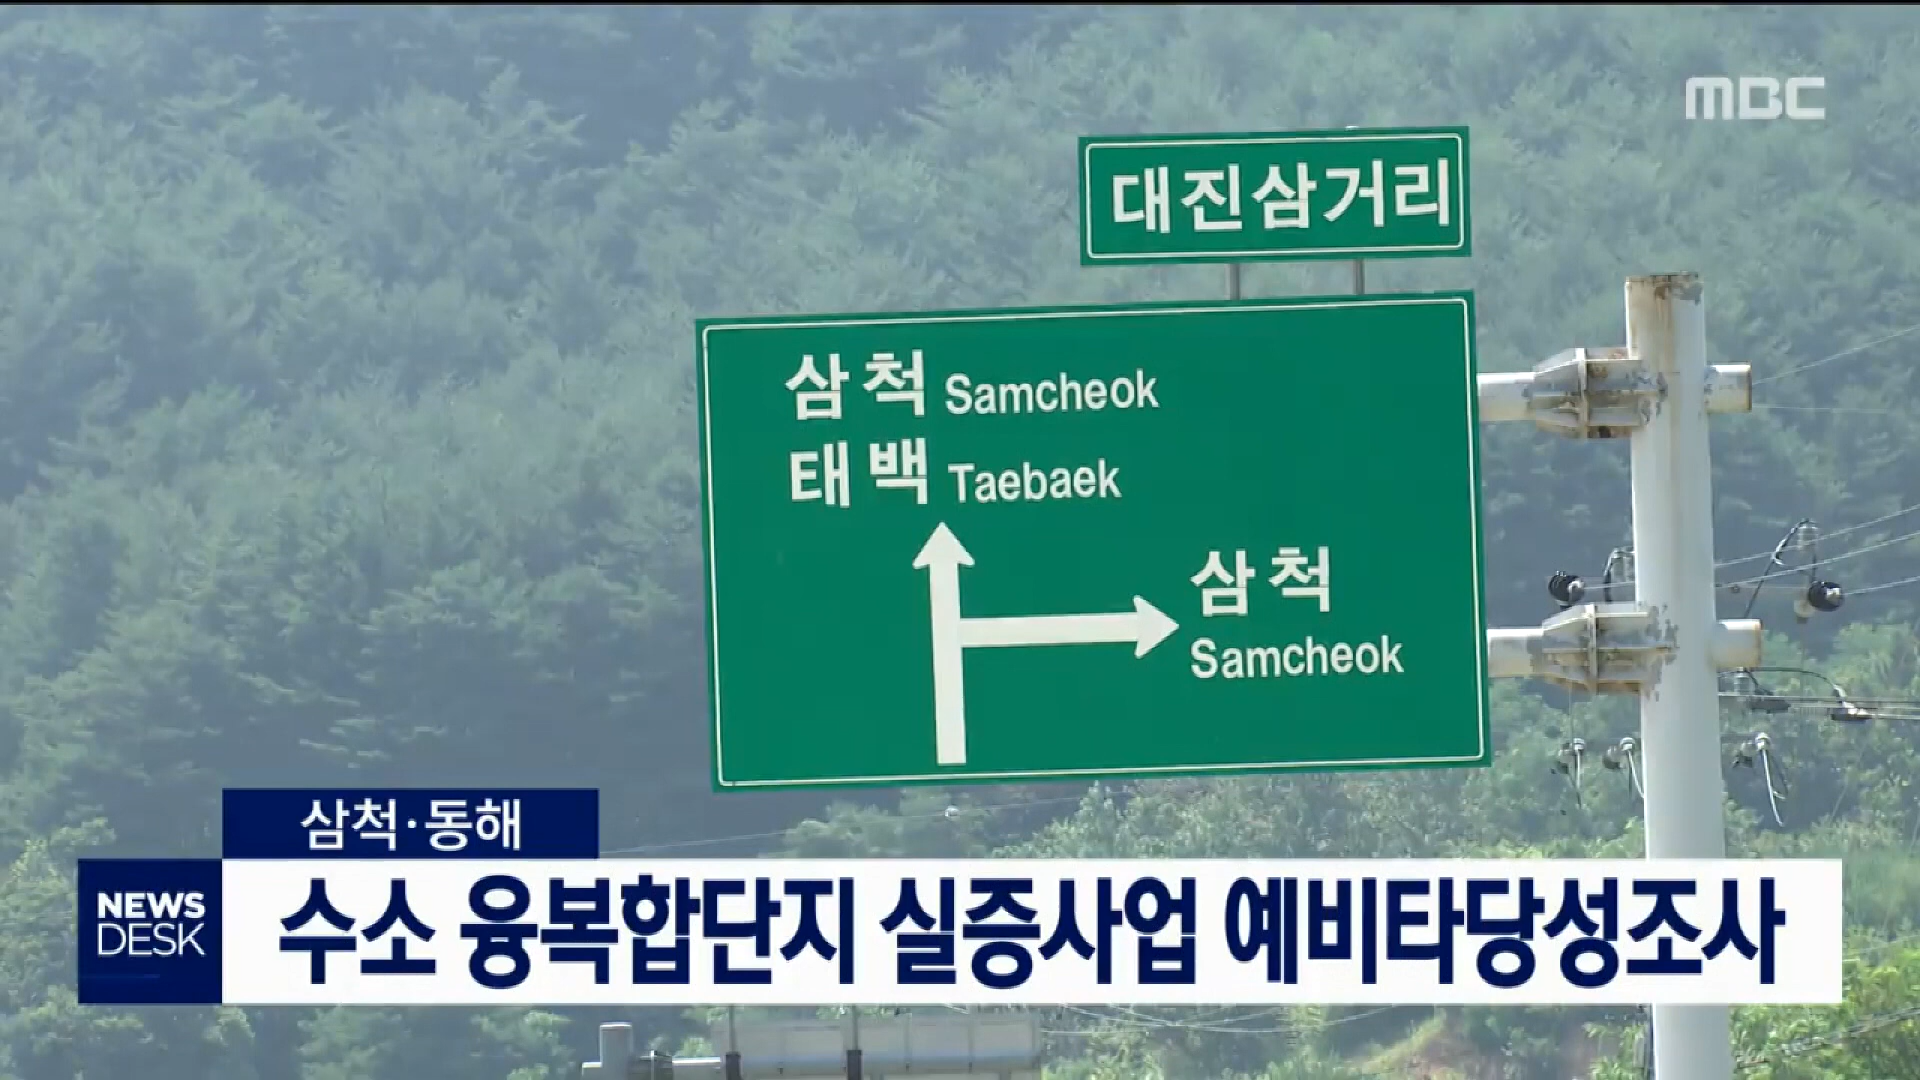 MBC
대진삼거리
삼척 Samcheok
태백 Taebaek
삼척
Samcheok
삼척·동해
NEWS
DESK
수소 융복합단지 실증사업 예비타당성조사